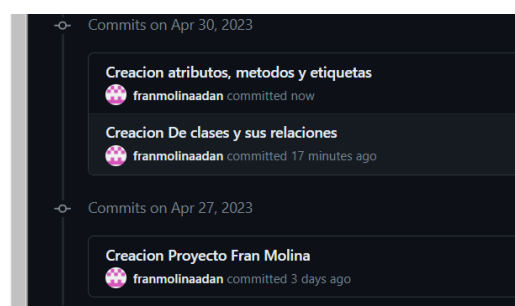 Commits on Apr 30, 2023
Creacion atributos, metodos y etiquetas
franmolinaadan committed now
Creacion De clases y sus relaciones
franmolinaadan committed 17 minutes ago
Commits on Apr 27, 2023
Creacion Proyecto Fran Molina
franmolinaadan committed 3 days ago